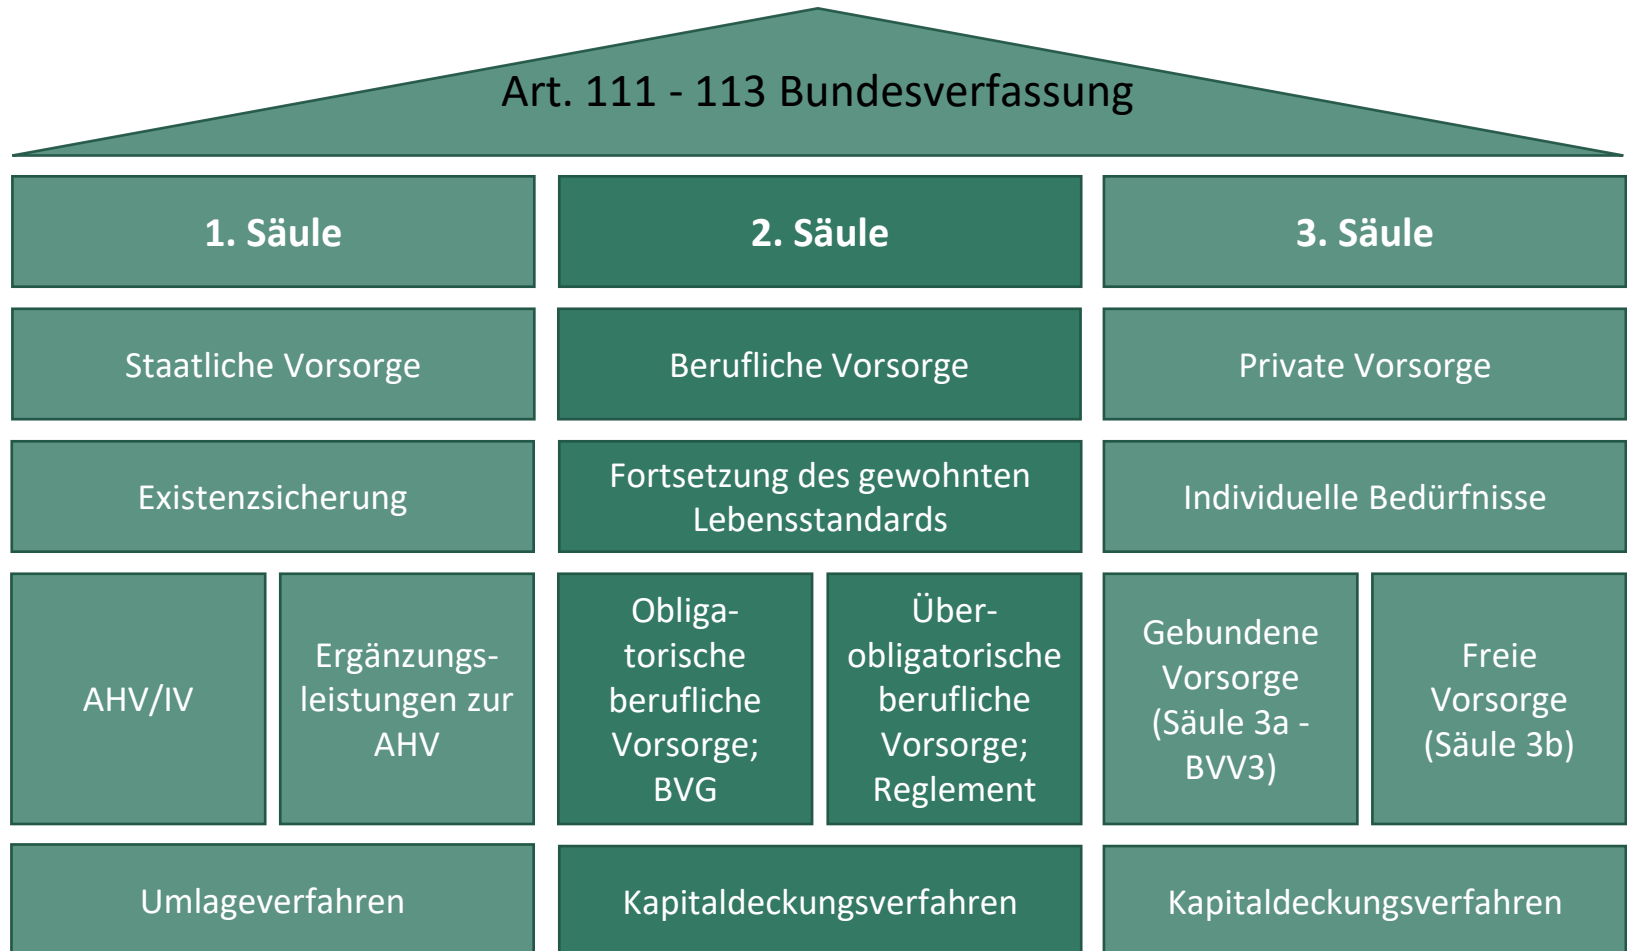 Art. 111 - 113 Bundesverfassung
1. Säule
2. Säule
3. Säule
Staatliche Vorsorge
Berufliche Vorsorge
Private Vorsorge
Existenzsicherung
Fortsetzung des gewohnten
Lebensstandards
Individuelle Bedürfnisse
AHV/IV
Ergänzungs-
leistungen zur
AHV
Obliga-
torische
berufliche
Vorsorge;
BVG
Über-
obligatorische
berufliche
Vorsorge;
Reglement
Gebundene
Vorsorge
(Säule 3a -
BVV3)
Freie
Vorsorge
(Säule 3b)
Umlageverfahren
Kapitaldeckungsverfahren
Kapitaldeckungsverfahren